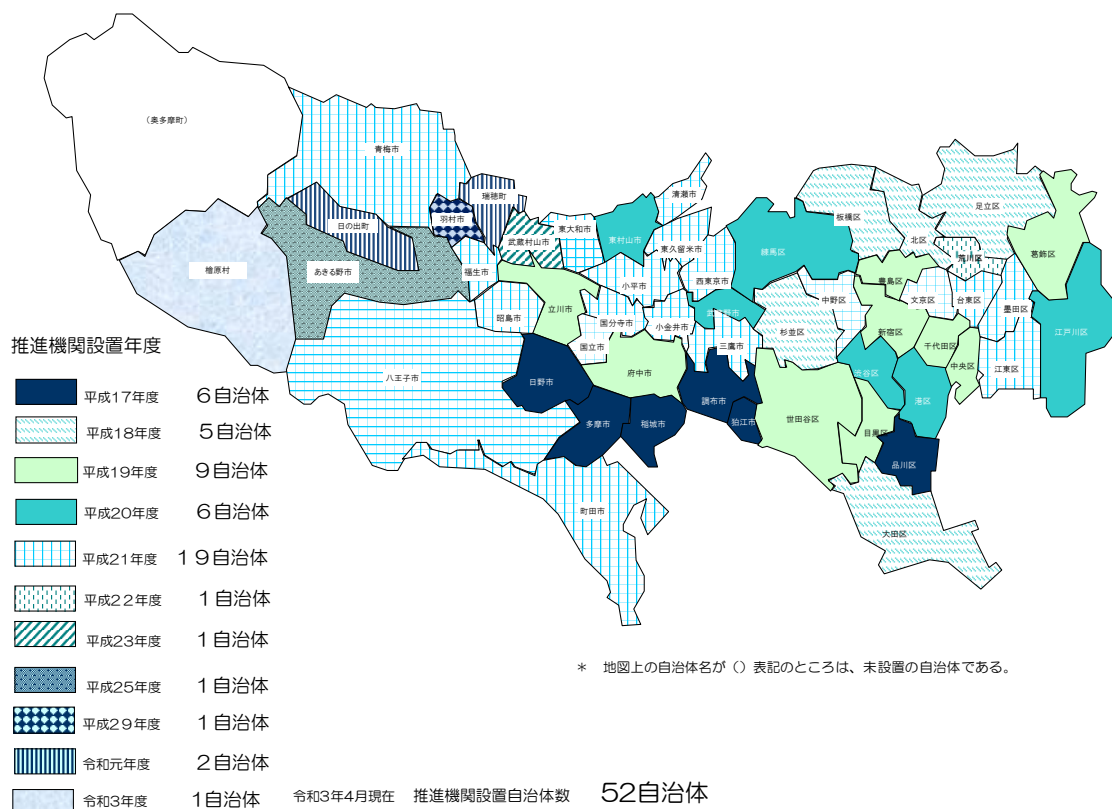 （奥多摩町）
青梅市
清瀬市
瑞穂町
板橋区
足立区
羽村市
日の出町
東大和市
武蔵村山市
東村山市
東久留米市
練馬区
北区
荒川区
葛飾区
檜原村
あきる野市
福生市
小平市
西東京市
豊島区
中野区
文京区
台東区
墨田区
立川市
昭島市
国分寺市
小金井市
武蔵野市
杉並区
新宿区
江戸川区
国立市
三鷹市
千代田区
中央区
江東区
渋谷区
八王子市
日野市
府中市
調布市
狛江市
世田谷区
港区
目黒区
多摩市
稲城市
品川区
町田市
大田区
推進機関設置年度
平成17年度 6自治体
平成18年度 5自治体
平成19年度 9自治体
平成20年度 6自治体
平成21年度 19自治体
平成22年度 1自治体
平成23年度 1自治体
平成25年度 1自治体
平成29年度 1自治体
令和元年度 2自治体
令和3年度 1自治体
＊ 地図上の自治体名が（）表記のところは、未設置の自治体である。
令和3年4月現在 推進機関設置自治体数 52自治体